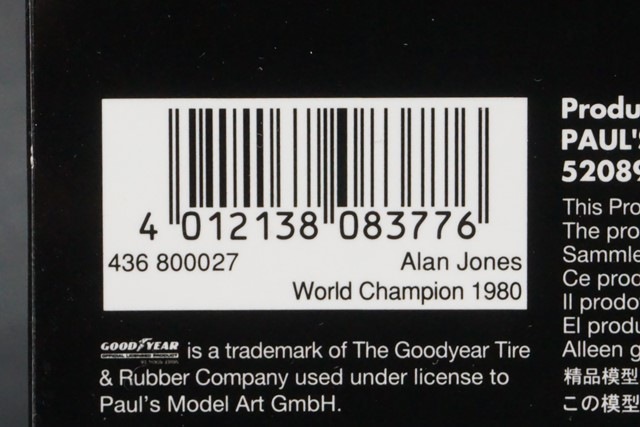 4 012138 083776
436 800027 Alan Jones
World Champion 1980
GOODYEAR is a trademark of The Goodyear Tire
& Rubber Company used under license to
Paul's Model Art GmbH.
Produ
PAUL'S
52089
This Pro
The pro
Sammle
Ce prod
Il prodo
El produ
Alleen g
精品模型
この模型